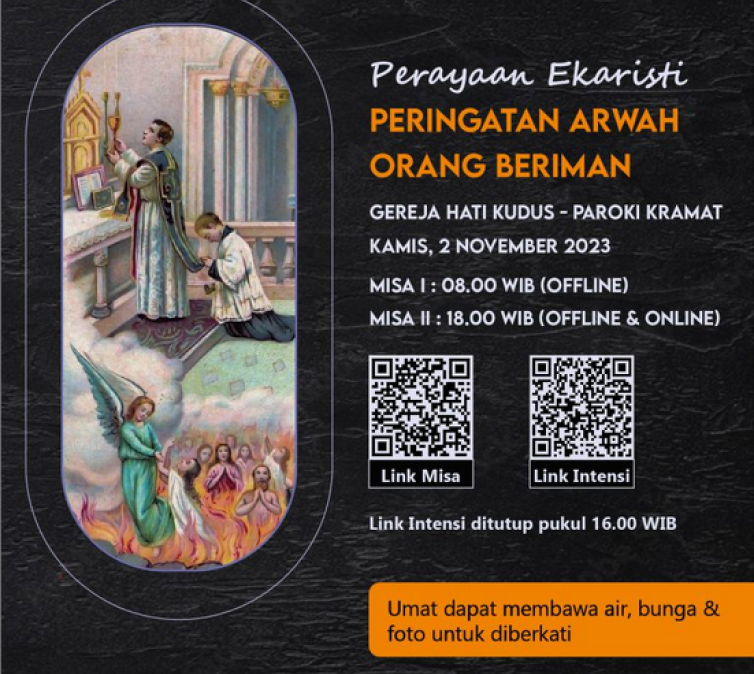 Perayaan Ekaristi
PERINGATAN ARWAH
ORANG BERIMAN
GEREJA HATI KUDUS - PAROKI KRAMAT
KAMIS, 2 NOVEMBER 2023
MISA I : 08.00 WIB (OFFLINE)
MISA II : 18.00 WIB (OFFLINE & ONLINE)
Link Misa
Link Intensi
Link Intensi ditutup pukul 16.00 WIB
Umat dapat membawa air, bunga &
foto untuk diberkati